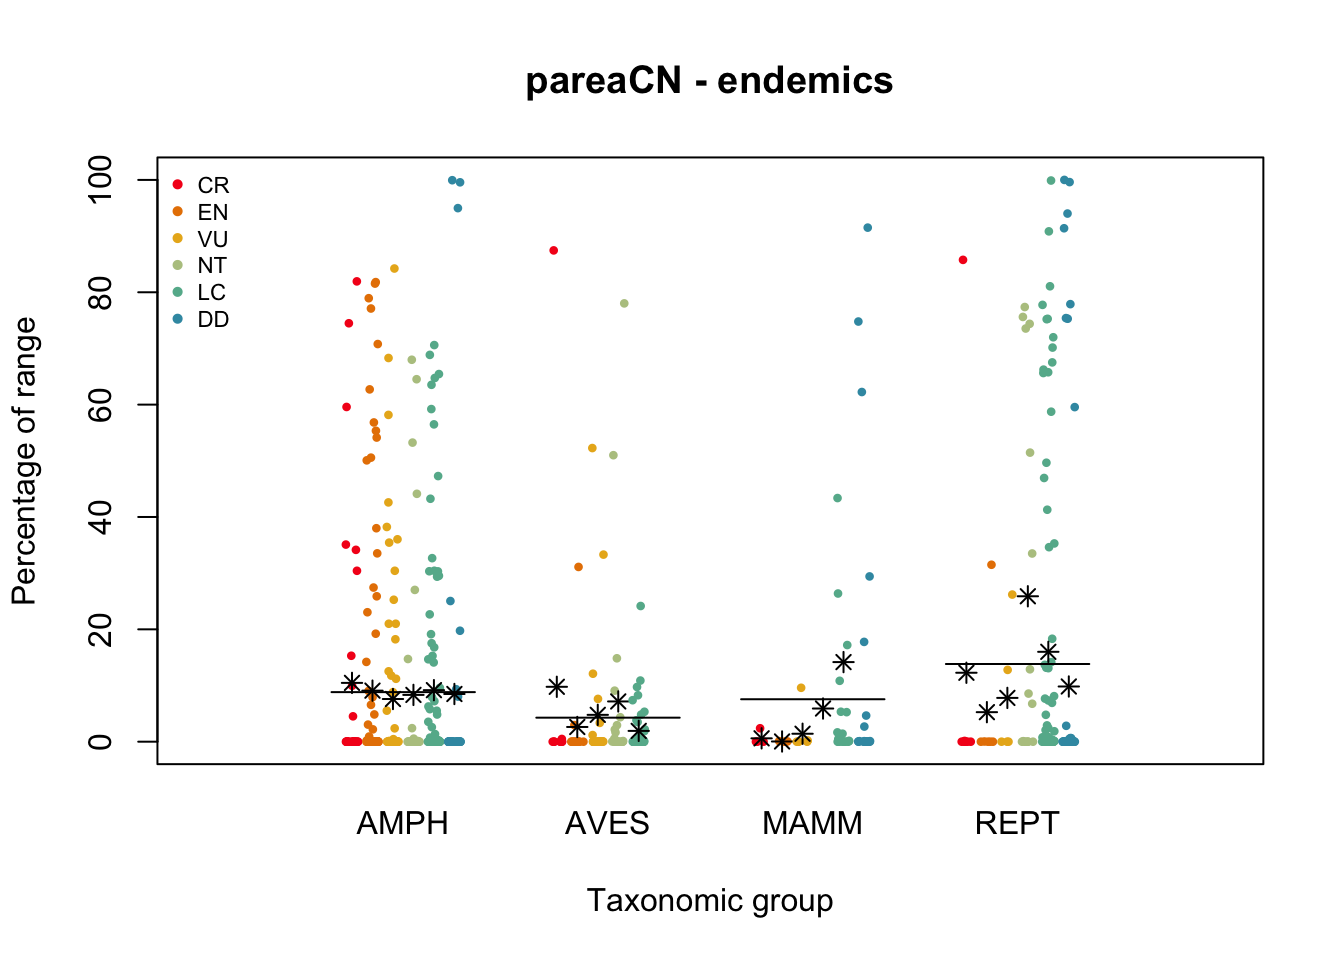 pareaCN - endemics
Percentage of range
100
80
60
40
20
0
CR
EN
VU
NT
LC
DD
AMPH AVES MAMM REPT
Taxonomic group